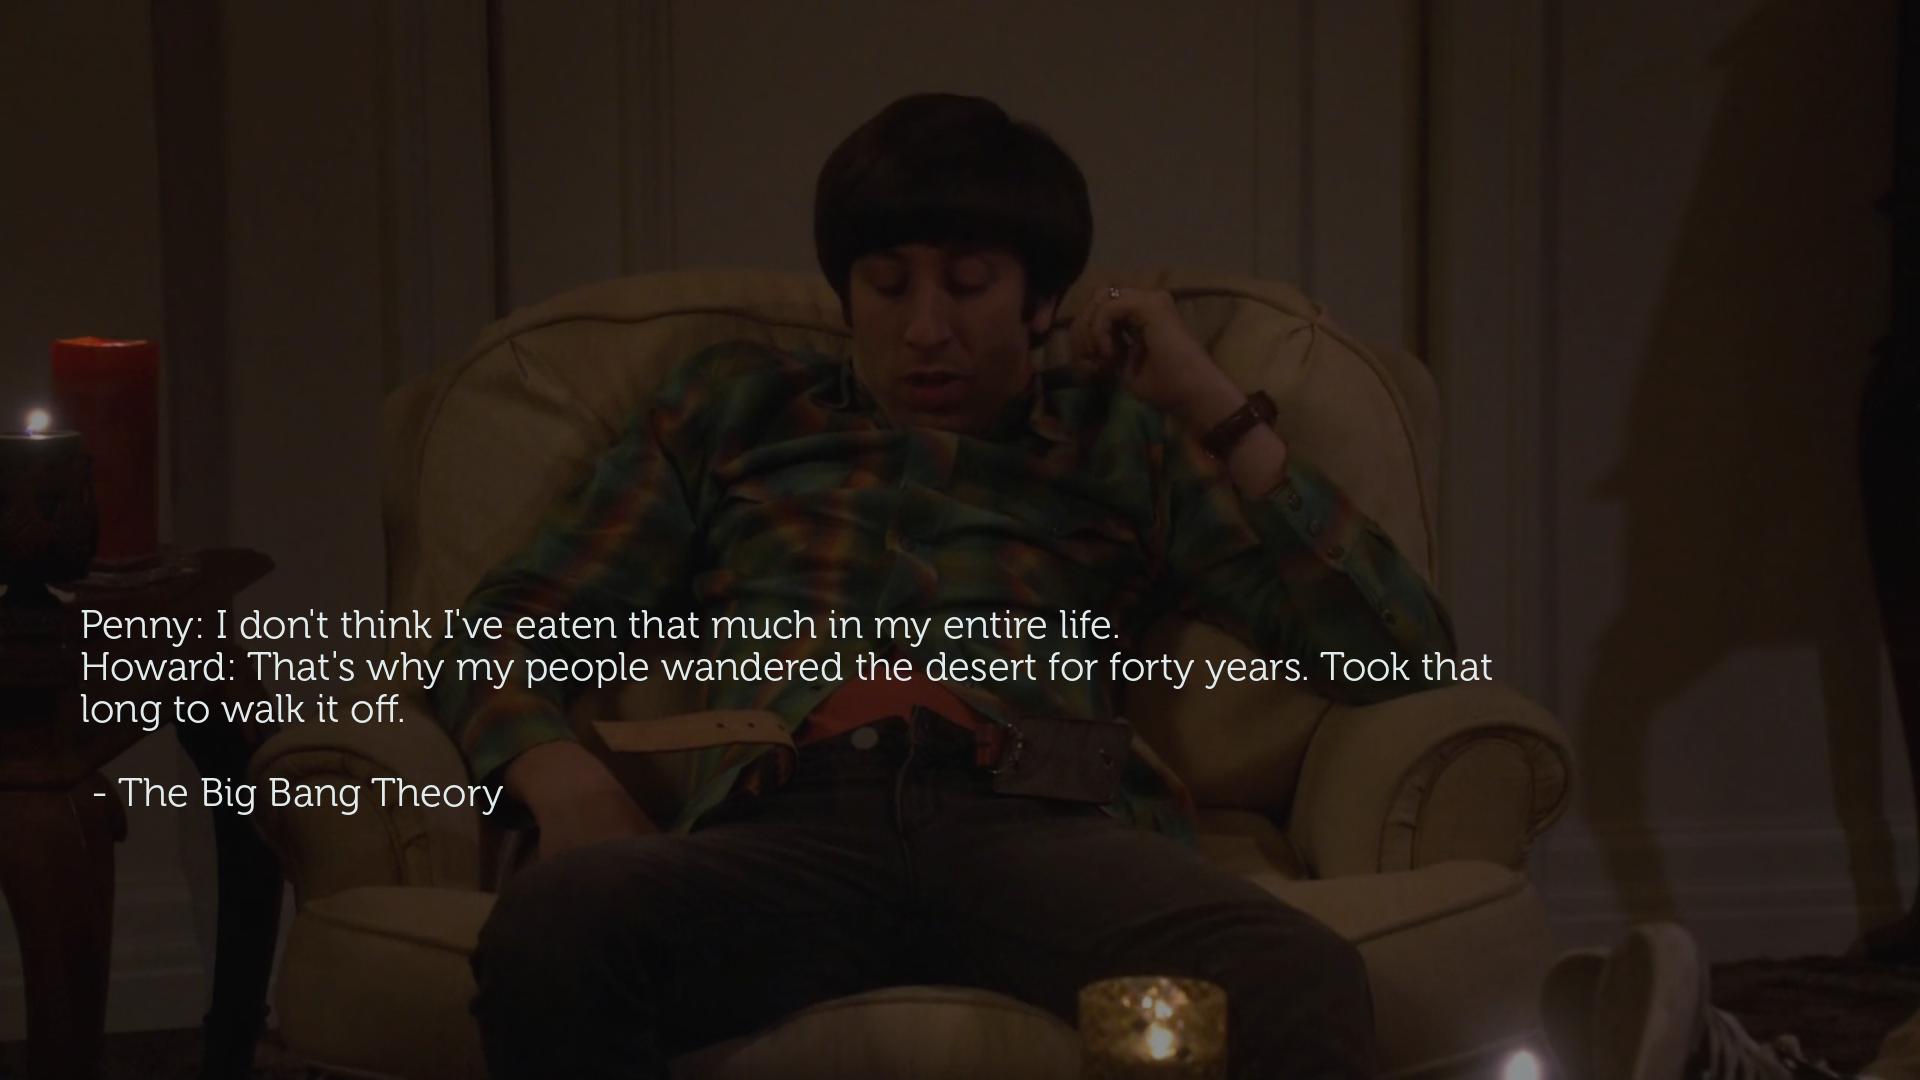 Penny: I don't think I've eaten that much in my entire life.
Howard: That's why my people wandered the desert for forty years. Took that
long to walk it off.
- The Big Bang Theory